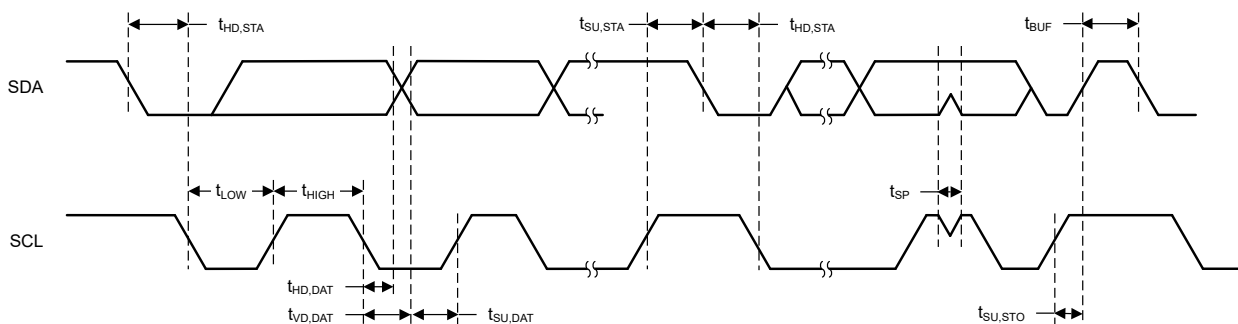 tHD,STA
tSU,STA
tHD,STA
tBUF
SDA
tLOW
tHIGH
tSP
SCL
tHD,DAT
tVD,DAT
tSU,DAT
tSU,STO